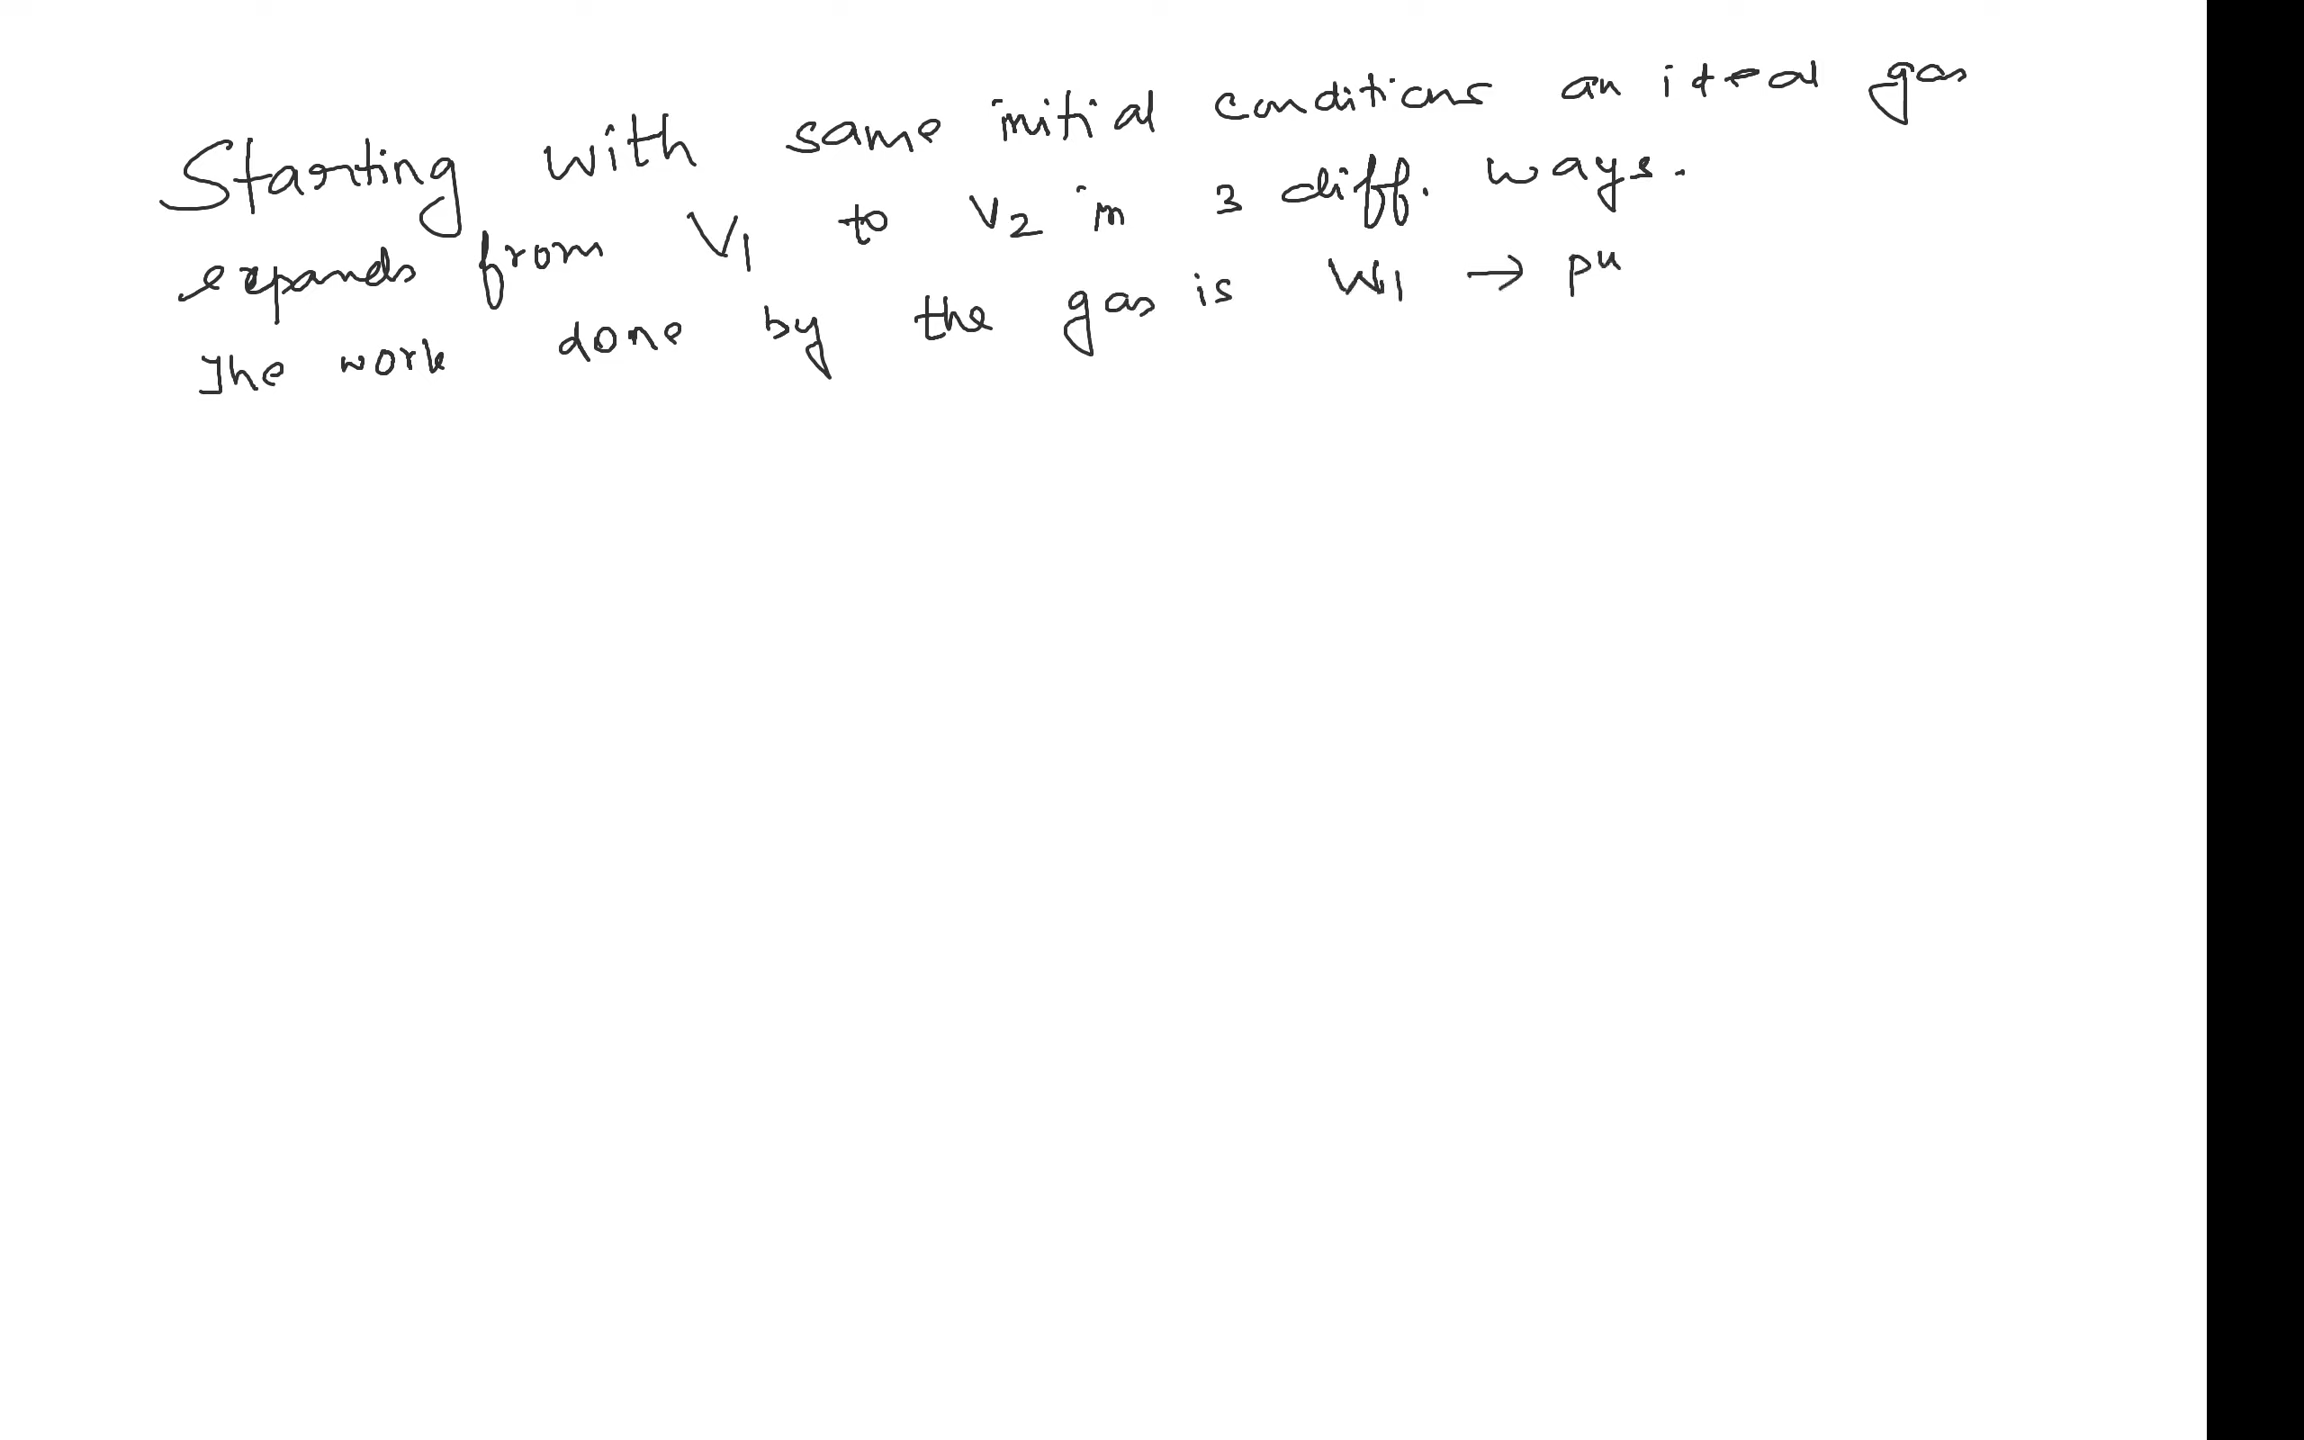 Starting with same initial conditions an ideal gas
expands from V1 to V2 in 3 diff. ways.
The work done by the gas is W1 → pu